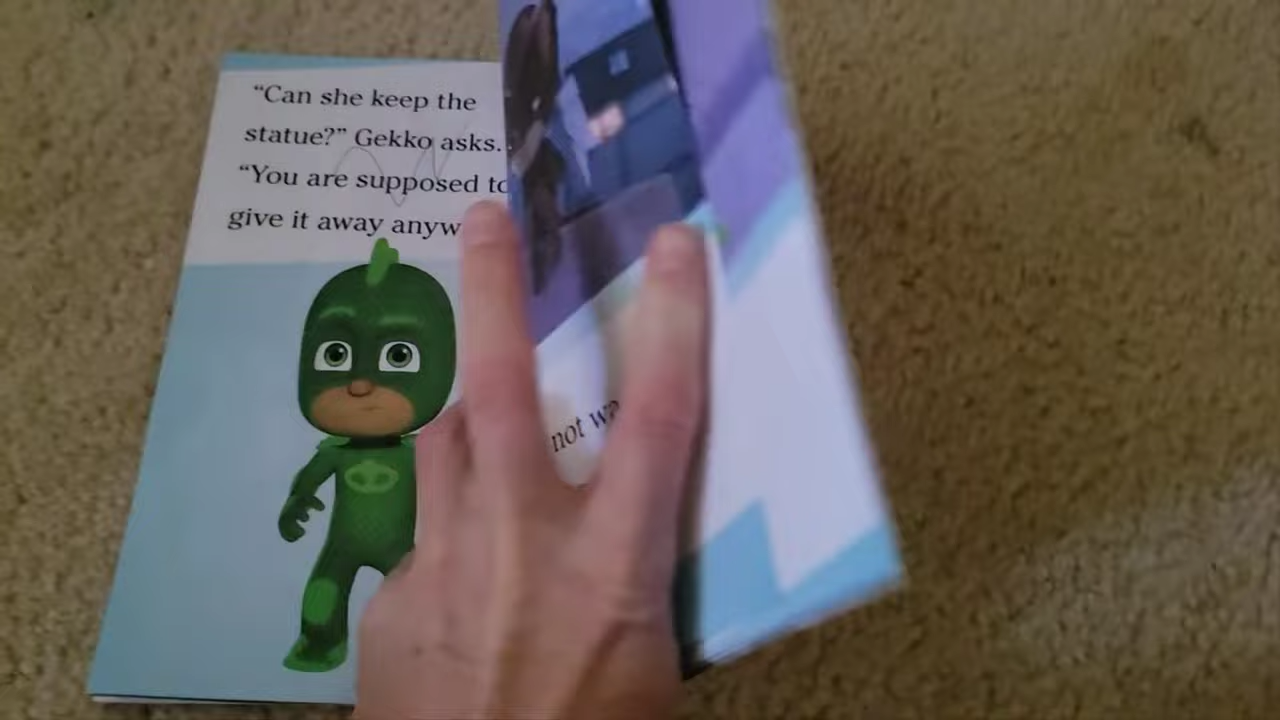 “Can she keep the
statue?” Gekko asks.
“You are supposed to
give it away
not